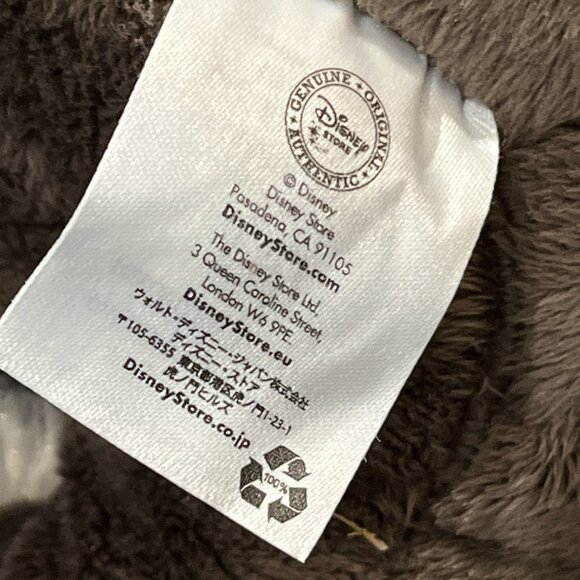 GENUINE • ORIGINAL • AUTHENTIC •
Disney
STORE
© Disney
Disney Store
Pasadena, CA 91105
DisneyStore.com
The Disney Store Ltd.
3 Queen Caroline Street,
London W6 9PE.
DisneyStore.eu
ウォルト・ディズニー・ジャパン株式会社
ディズニー・ストア
〒105-6355 東京都港区虎ノ門1-23-1
虎ノ門ヒルズ
DisneyStore.co.jp
100%